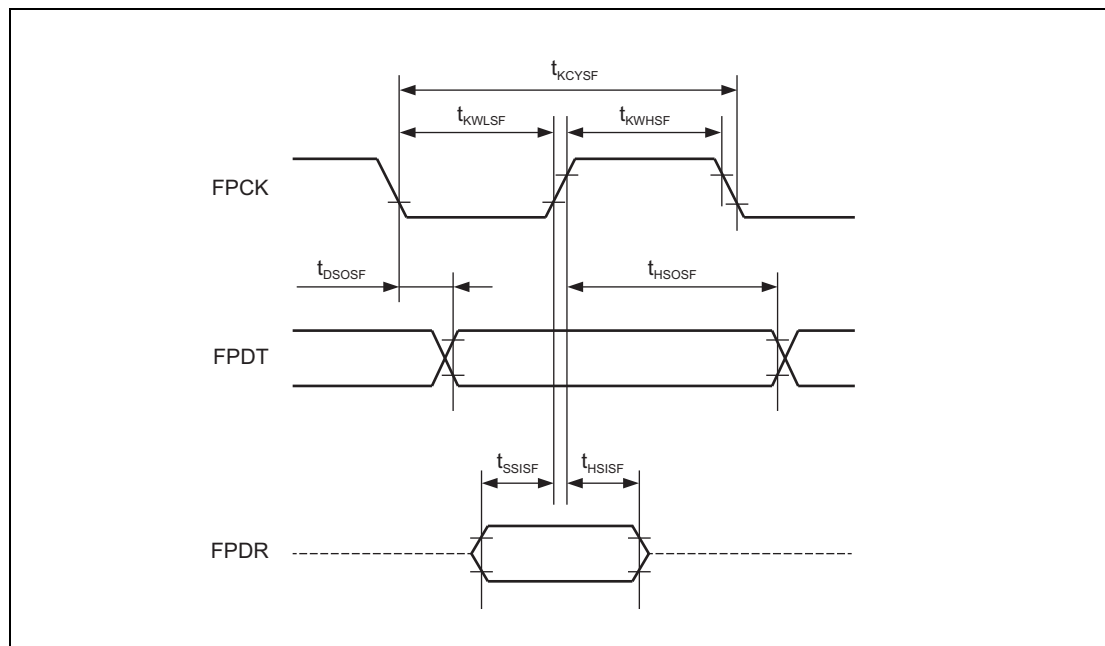 tKCYSF
tKWLSF tKWHSF
FPCK
tDSOSF tHSOSF
FPDT
tSSISF tHSISF
FPDR